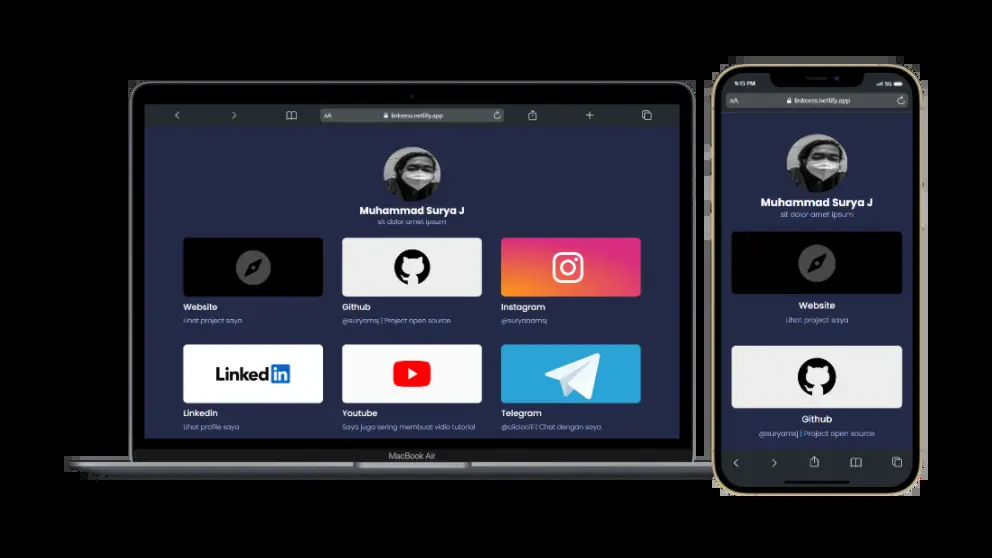 AA linkeess.netlify.app
Muhammad Surya J
sit dolor amet ipsum
Website
Lihat project saya
Github
@suryamsj | Project open source
Instagram
@suryaaamsj
Linkedin
Linkedin
Lihat profile saya
Youtube
Saya juga sering membuat vidio tutorial
Telegram
| Chat dengan saya
MacBook Air
9:15 PM
5G
AA linkeess.netlify.app
Muhammad Surya J
sit dolor amet ipsum
Website
Lihat project saya
Github
@suryamsj | Project open source